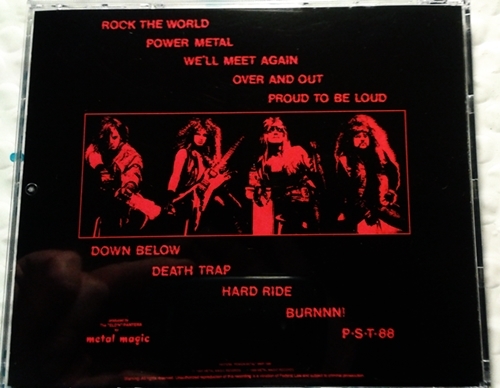 ROCK THE WORLD
POWER METAL
WE'LL MEET AGAIN
OVER AND OUT
PROUD TO BE LOUD
DOWN BELOW
DEATH TRAP
HARD RIDE
BURNNN!
P·S·T·88
metal magic